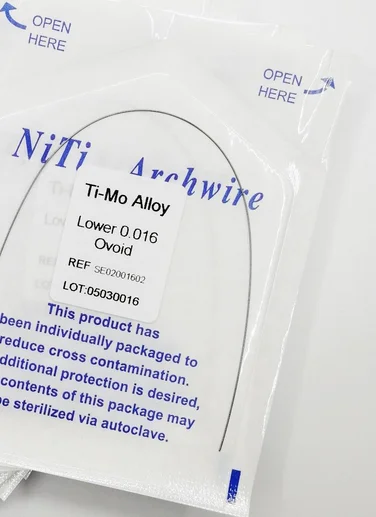 OPEN
HERE
OPEN
HERE
NiTi Archwire
Ti-Mo Alloy
Lower 0.016
Ovoid
REF SE02001602
LOT:05030016
This product has
been individually packaged to
reduce cross contamination.
dditional protection is desired,
contents of this package may
be sterilized via autoclave.